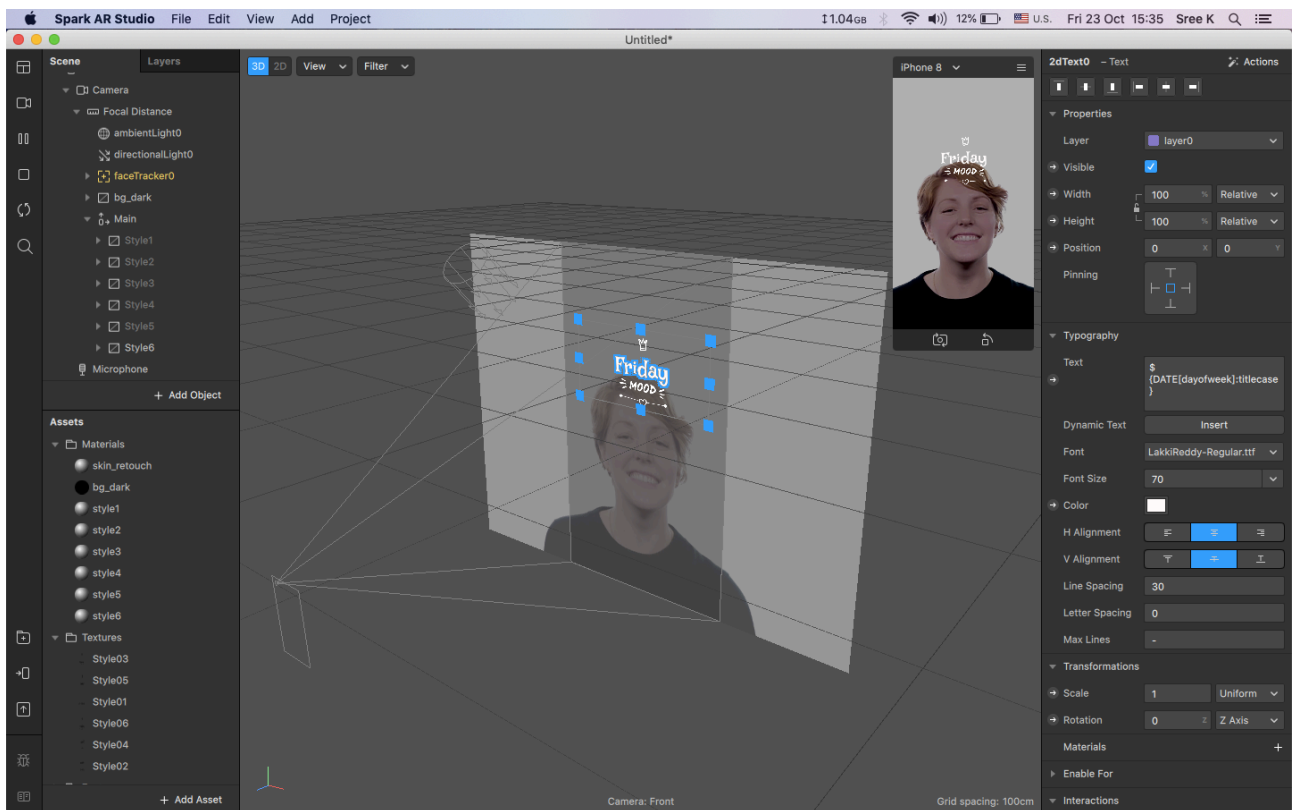 Spark AR Studio File Edit View Add Project
1.04GB 12% U.S. Fri 23 Oct 15:35 Sree K
Untitled*
Scene Layers
Camera
Focal Distance
ambientLight0
directionalLight0
faceTracker0
bg_dark
Main
Style1
Style2
Style3
Style4
Style5
Style6
Microphone
+ Add Object
Assets
Materials
skin_retouch
bg_dark
style1
style2
style3
style4
style5
style6
Textures
Style03
Style05
Style01
Style06
Style04
Style02
+ Add Asset
3D 2D View Filter
Friday
MOOD
Camera: Front
Grid spacing: 100cm
iPhone 8
Friday
MOOD
2dText0 – Text Actions
Properties
Layer layer0
Visible
Width 100 % Relative
Height 100 % Relative
Position 0 X 0 Y
Pinning
Typography
Text
$
{DATE[dayofweek]:titlecase
}
Dynamic Text Insert
Font LakkiReddy-Regular.ttf
Font Size 70
Color
H Alignment
V Alignment
Line Spacing 30
Letter Spacing 0
Max Lines -
Transformations
Scale 1 Uniform
Rotation 0 Z Z Axis
Materials +
Enable For
Interactions